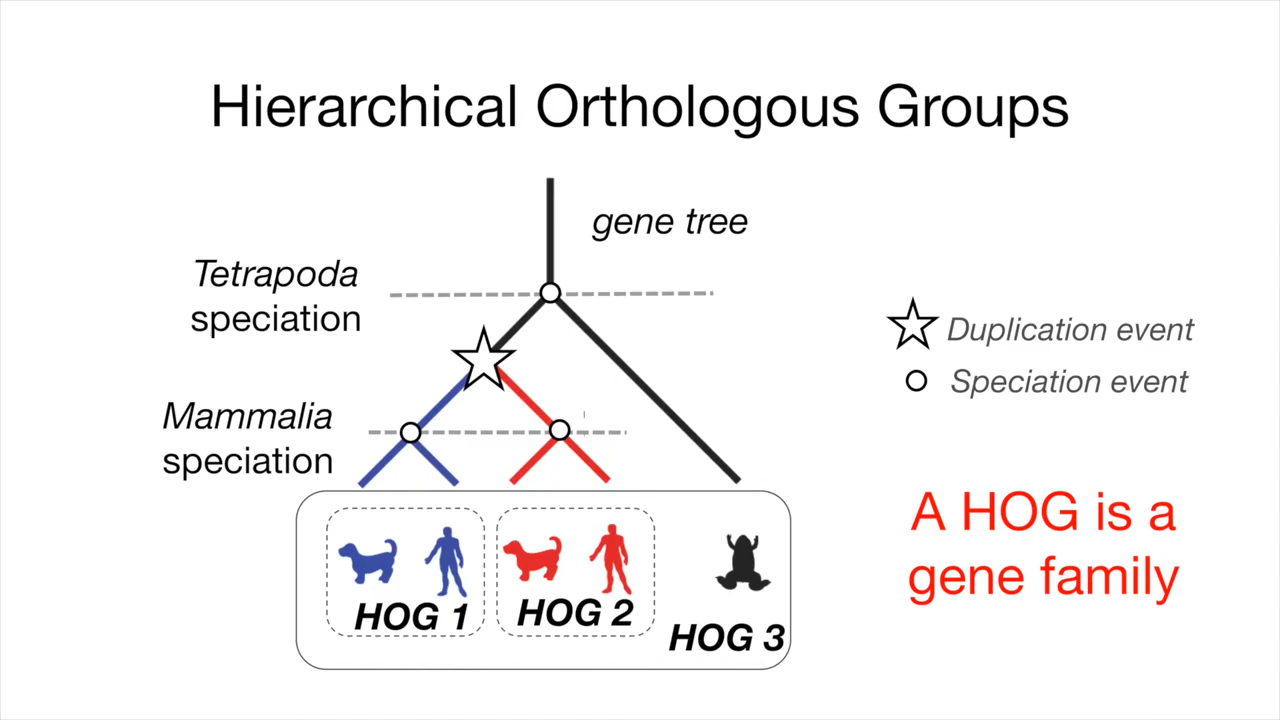 Hierarchical Orthologous Groups
gene tree
Tetrapoda
speciation
Duplication event
Speciation event
Mammalia
speciation
A HOG is a
gene family
HOG 1
HOG 2
HOG 3